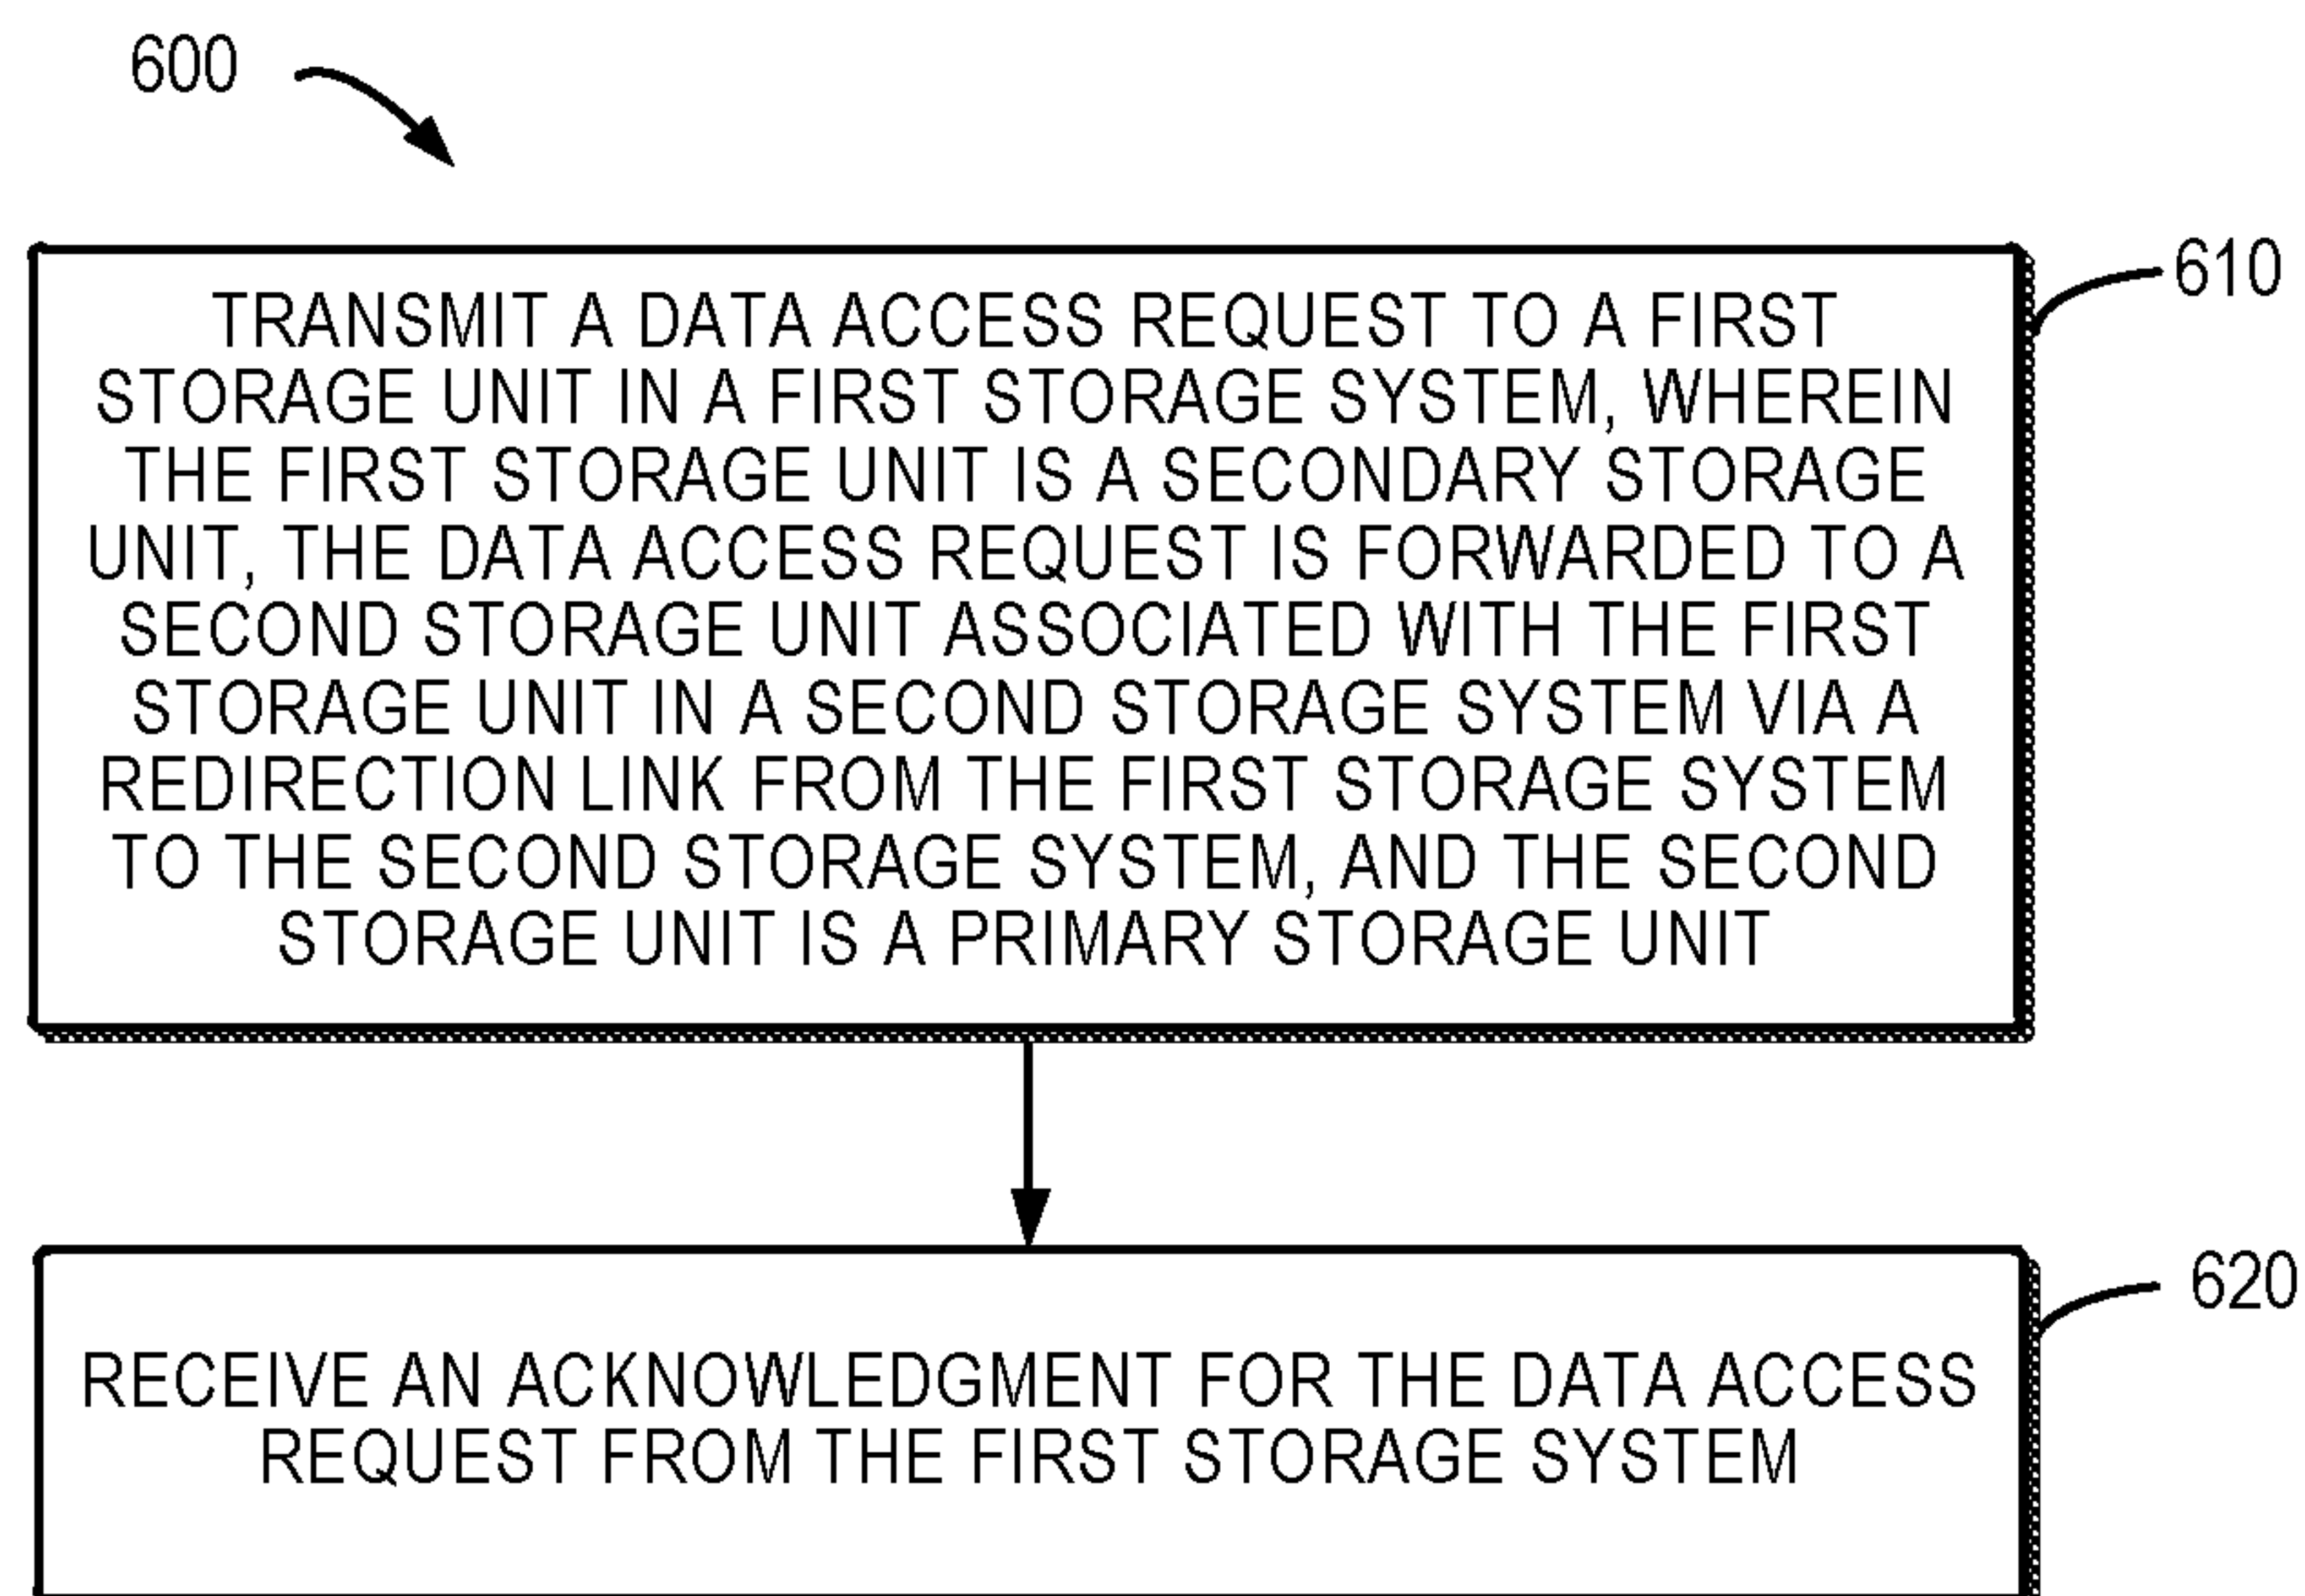 600
610
TRANSMIT A DATA ACCESS REQUEST TO A FIRST
STORAGE UNIT IN A FIRST STORAGE SYSTEM, WHEREIN
THE FIRST STORAGE UNIT IS A SECONDARY STORAGE
UNIT, THE DATA ACCESS REQUEST IS FORWARDED TO A
SECOND STORAGE UNIT ASSOCIATED WITH THE FIRST
STORAGE UNIT IN A SECOND STORAGE SYSTEM VIA A
REDIRECTION LINK FROM THE FIRST STORAGE SYSTEM
TO THE SECOND STORAGE SYSTEM, AND THE SECOND
STORAGE UNIT IS A PRIMARY STORAGE UNIT
620
RECEIVE AN ACKNOWLEDGMENT FOR THE DATA ACCESS
REQUEST FROM THE FIRST STORAGE SYSTEM